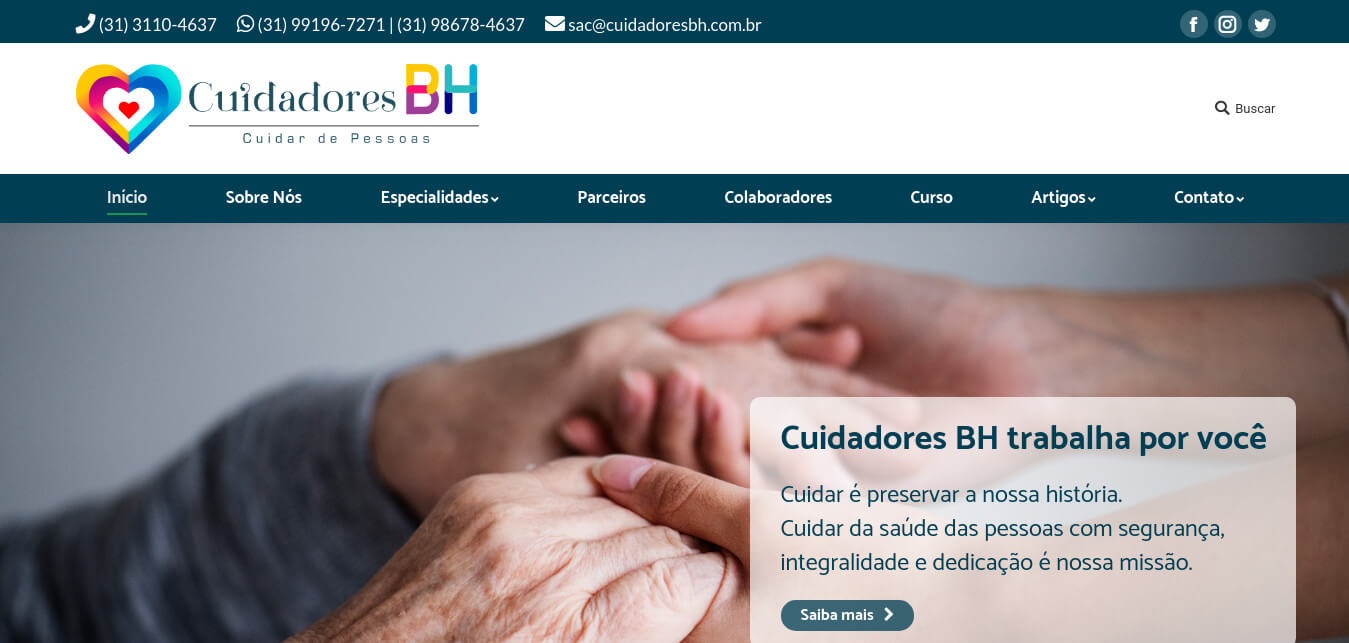 (31) 3110-4637 (31) 99196-7271 | (31) 98678-4637 sac@cuidadoresbh.com.br
Cuidadores BH
Cuidar de Pessoas
Buscar
Início Sobre Nós Especialidades Parceiros Colaboradores Curso Artigos Contato
Cuidadores BH trabalha por você
Cuidar é preservar a nossa história.
Cuidar da saúde das pessoas com segurança,
integralidade e dedicação é nossa missão.
Saiba mais